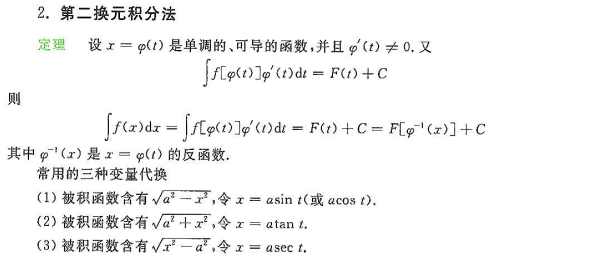 2. 第二换元积分法
定理 设 x = φ(t) 是单调的、可导的函数,并且 φ′(t) ≠ 0. 又
∫f[φ(t)]φ′(t)dt = F(t) + C
则
∫f(x)dx = ∫f[φ(t)]φ′(t)dt = F(t) + C = F[φ⁻¹(x)] + C
其中 φ⁻¹(x) 是 x = φ(t) 的反函数.
常用的三种变量代换
(1) 被积函数含有 √(a² − x²) ,令 x = asin t(或 acos t).
(2) 被积函数含有 √(a² + x²) ,令 x = atan t.
(3) 被积函数含有 √(x² − a²) ,令 x = asec t.